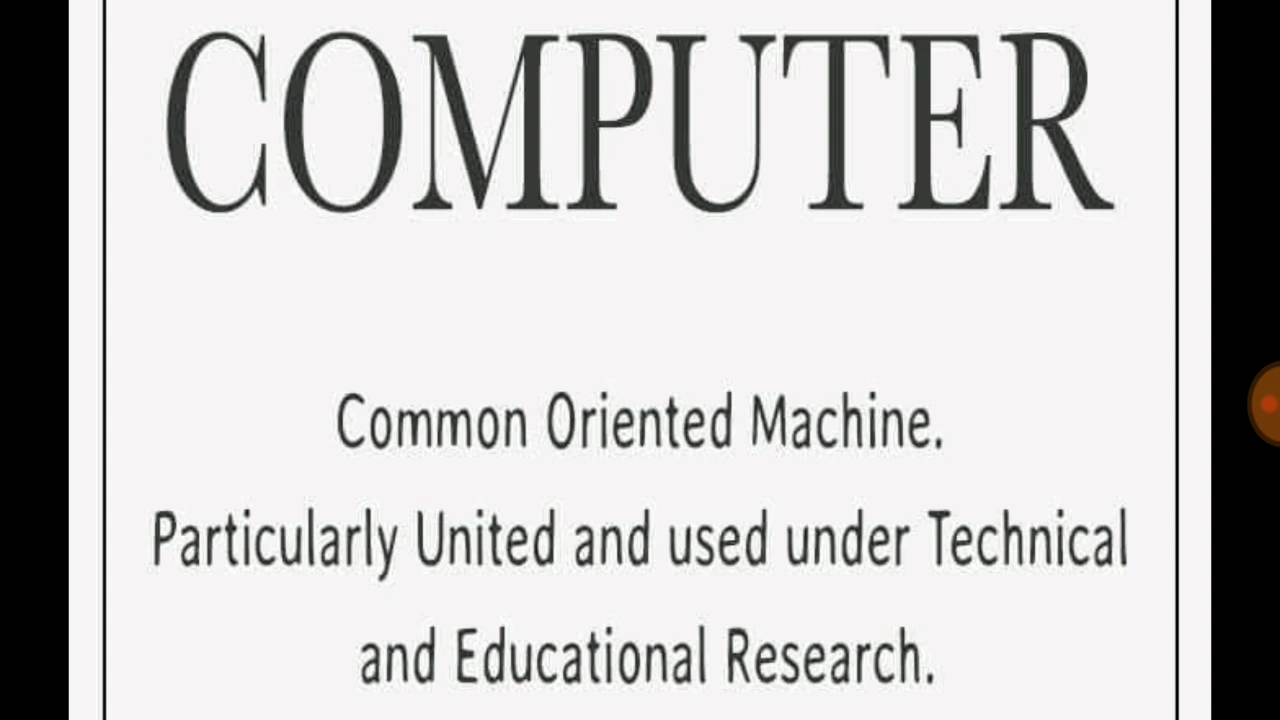 COMPUTER
Common Oriented Machine.
Particularly United and used under Technical
and Educational Research.